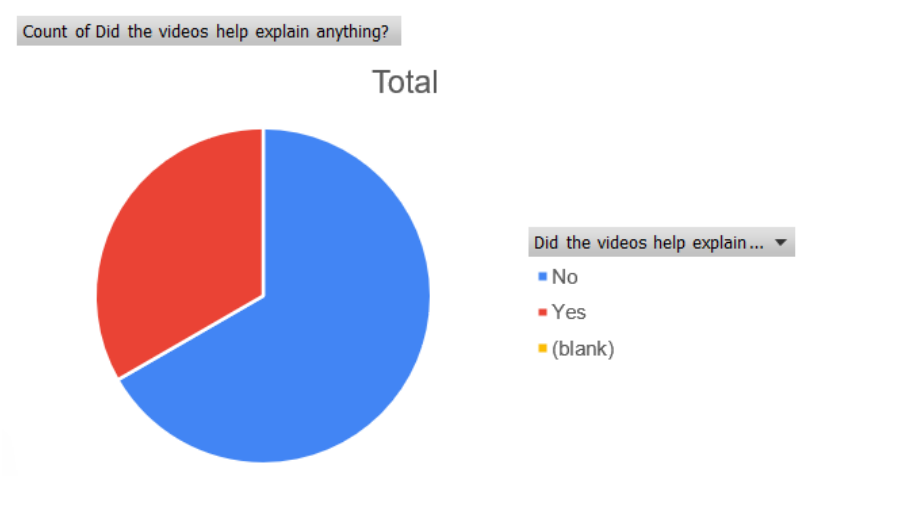 Count of Did the videos help explain anything?
Total
Did the videos help explain...
No
Yes
(blank)